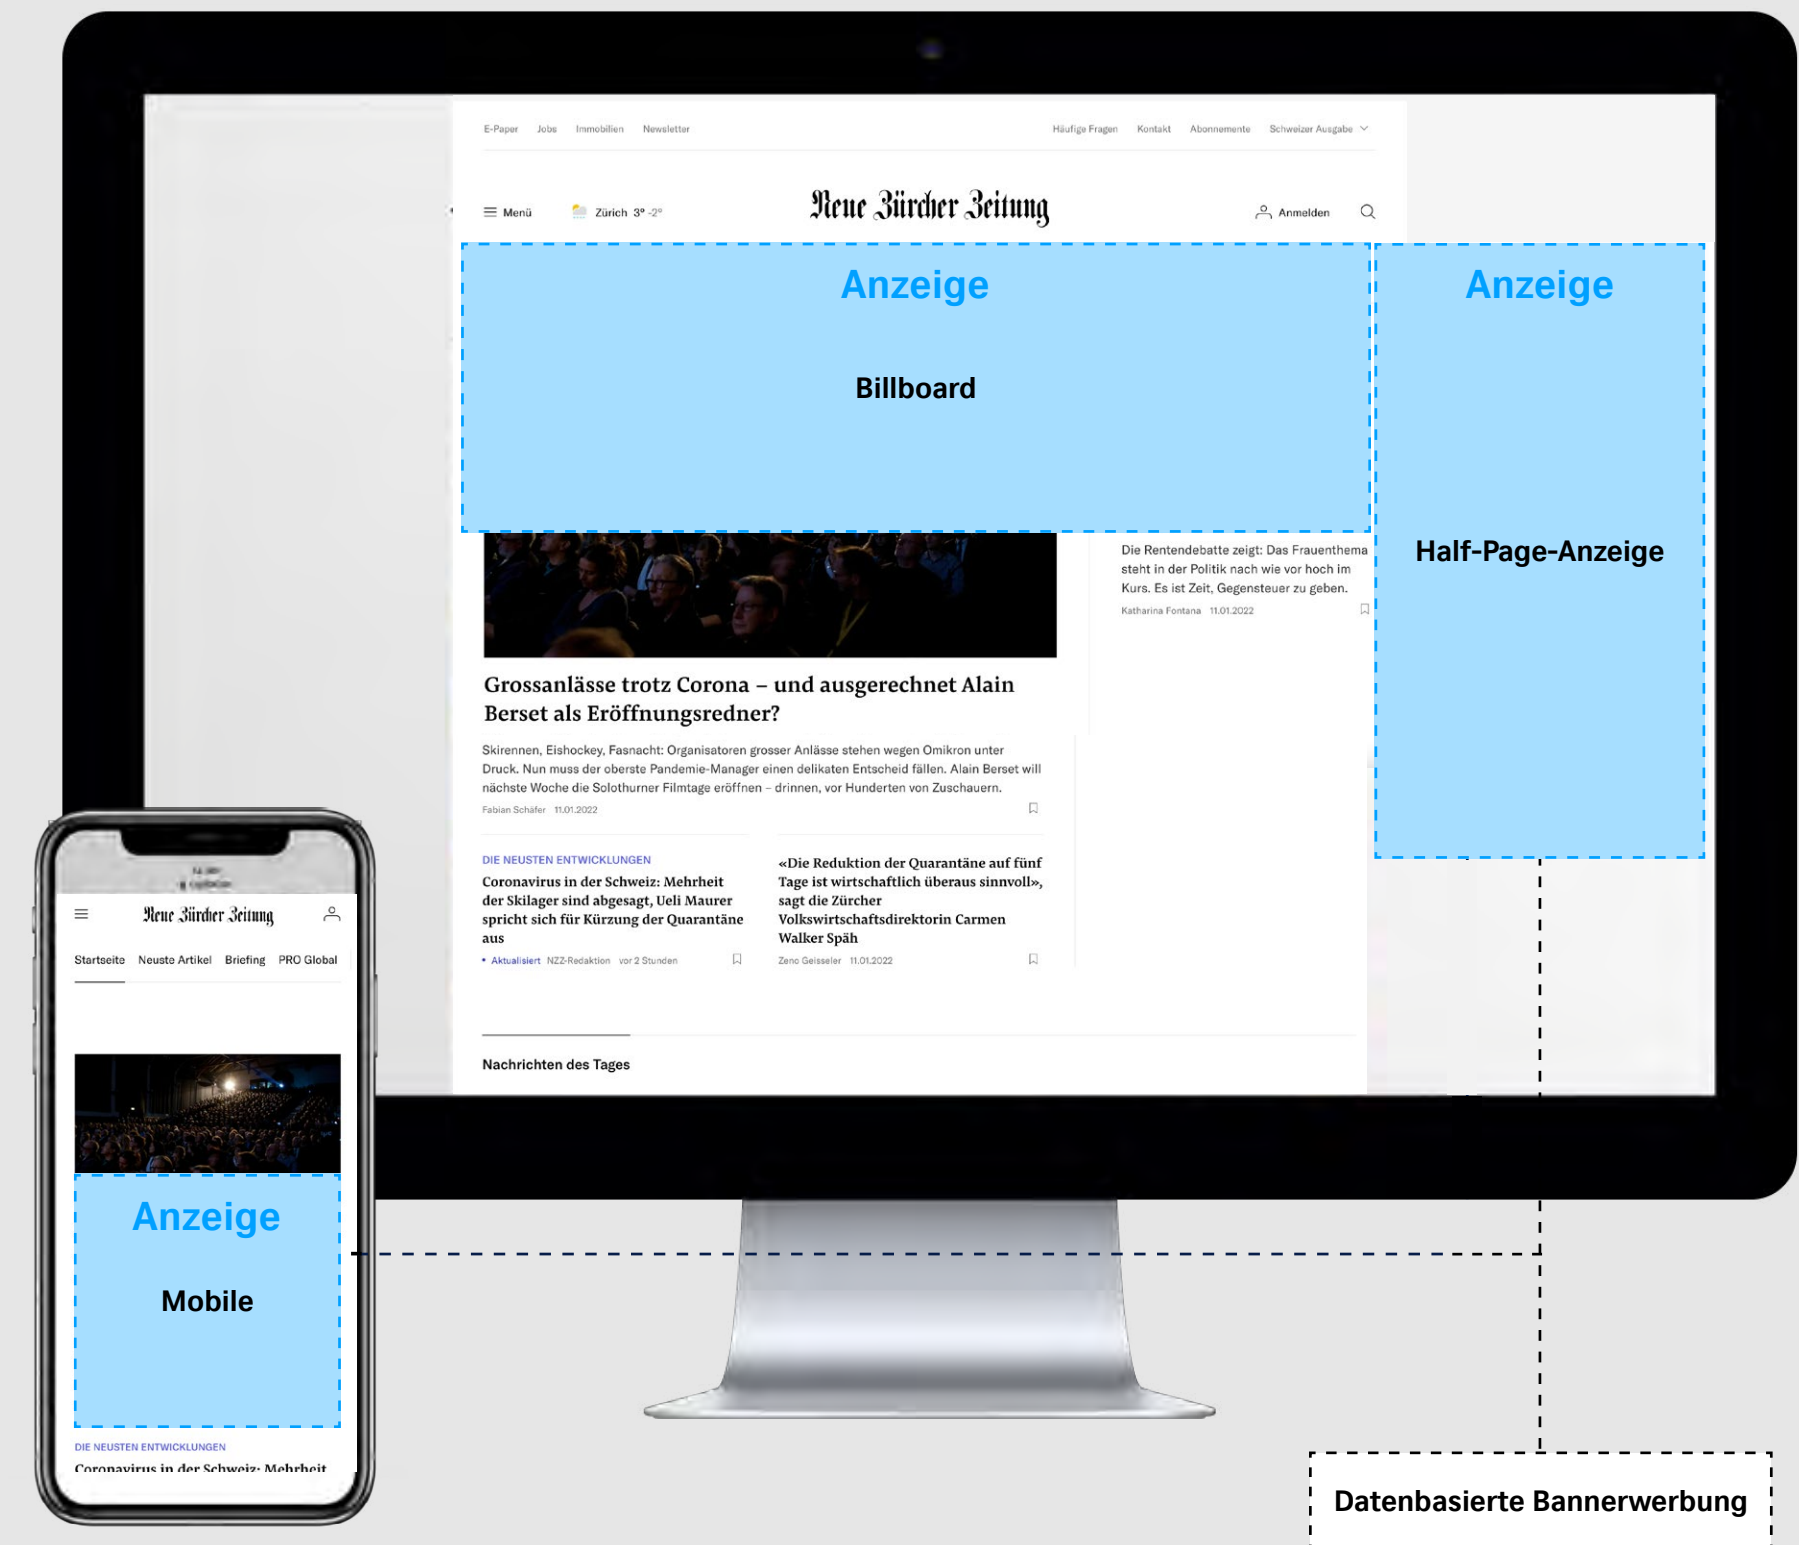 E-Paper Jobs Immobilien Newsletter Häufige Fragen Kontakt Abonnemente Schweizer Ausgabe
Menü Zürich 3° -2° Neue Zürcher Zeitung Anmelden
Anzeige
Billboard
Anzeige
Half-Page-Anzeige
Die Rentendebatte zeigt: Das Frauenthema
steht in der Politik nach wie vor hoch im
Kurs. Es ist Zeit, Gegensteuer zu geben.
Katharina Fontana 11.01.2022
Grossanlässe trotz Corona – und ausgerechnet Alain
Berset als Eröffnungsredner?
Skirennen, Eishockey, Fasnacht: Organisatoren grosser Anlässe stehen wegen Omikron unter
Druck. Nun muss der oberste Pandemie-Manager einen delikaten Entscheid fällen. Alain Berset will
nächste Woche die Solothurner Filmtage eröffnen – drinnen, vor Hunderten von Zuschauern.
Fabian Schäfer 11.01.2022
DIE NEUSTEN ENTWICKLUNGEN
Coronavirus in der Schweiz: Mehrheit
der Skilager sind abgesagt, Ueli Maurer
spricht sich für Kürzung der Quarantäne
aus
• Aktualisiert NZZ-Redaktion vor 2 Stunden
«Die Reduktion der Quarantäne auf fünf
Tage ist wirtschaftlich überaus sinnvoll»,
sagt die Zürcher
Volkswirtschaftsdirektorin Carmen
Walker Späh
Zeno Geisseler 11.01.2022
Nachrichten des Tages
Neue Zürcher Zeitung
Startseite Neuste Artikel Briefing PRO Global
Anzeige
Mobile
DIE NEUSTEN ENTWICKLUNGEN
Coronavirus in der Schweiz: Mehrheit
Datenbasierte Bannerwerbung